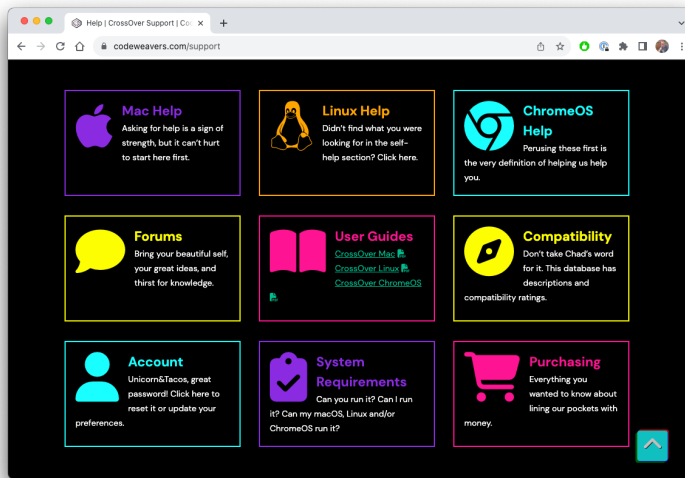 Help | CrossOver Support | Co
codeweavers.com/support
Mac Help
Asking for help is a sign of
strength, but it can't hurt
to start here first.
Linux Help
Didn't find what you were
looking for in the self-
help section? Click here.
ChromeOS
Help
Perusing these first is
the very definition of helping us help
you.
Forums
Bring your beautiful self,
your great ideas, and
thirst for knowledge.
User Guides
CrossOver Mac
CrossOver Linux
CrossOver ChromeOS
Compatibility
Don't take Chad's word
for it. This database has
descriptions and
compatibility ratings.
Account
Unicorn&Tacos, great
password! Click here to
reset it or update your
preferences.
System
Requirements
Can you run it? Can I run
it? Can my macOS, Linux and/or
ChromeOS run it?
Purchasing
Everything you
wanted to know about
lining our pockets with
money.